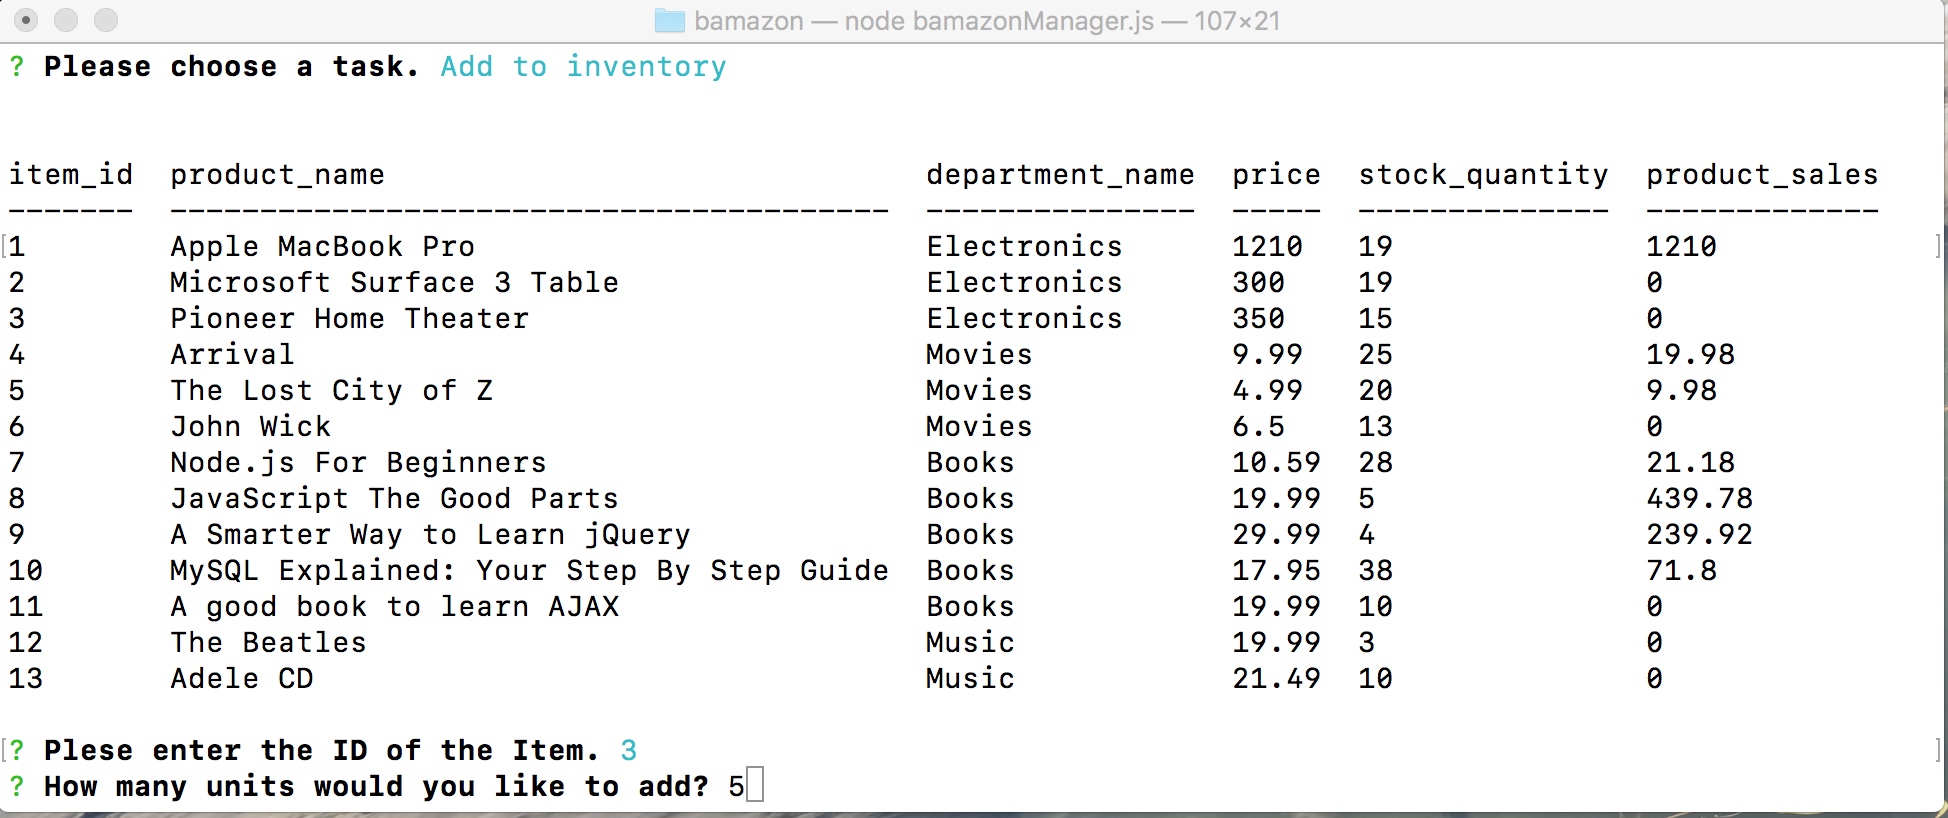 bamazon — node bamazonManager.js — 107×21
? Please choose a task. Add to inventory
item_id  product_name                              department_name  price  stock_quantity  product_sales
-------  ----------------------------------------  ---------------  -----  --------------  -------------
1        Apple MacBook Pro                         Electronics      1210   19              1210
2        Microsoft Surface 3 Table                 Electronics      300    19              0
3        Pioneer Home Theater                      Electronics      350    15              0
4        Arrival                                   Movies           9.99   25              19.98
5        The Lost City of Z                        Movies           4.99   20              9.98
6        John Wick                                 Movies           6.5    13              0
7        Node.js For Beginners                     Books            10.59  28              21.18
8        JavaScript The Good Parts                 Books            19.99  5               439.78
9        A Smarter Way to Learn jQuery             Books            29.99  4               239.92
10       MySQL Explained: Your Step By Step Guide  Books            17.95  38              71.8
11       A good book to learn AJAX                 Books            19.99  10              0
12       The Beatles                               Music            19.99  3               0
13       Adele CD                                  Music            21.49  10              0
? Plese enter the ID of the Item. 3
? How many units would you like to add? 5